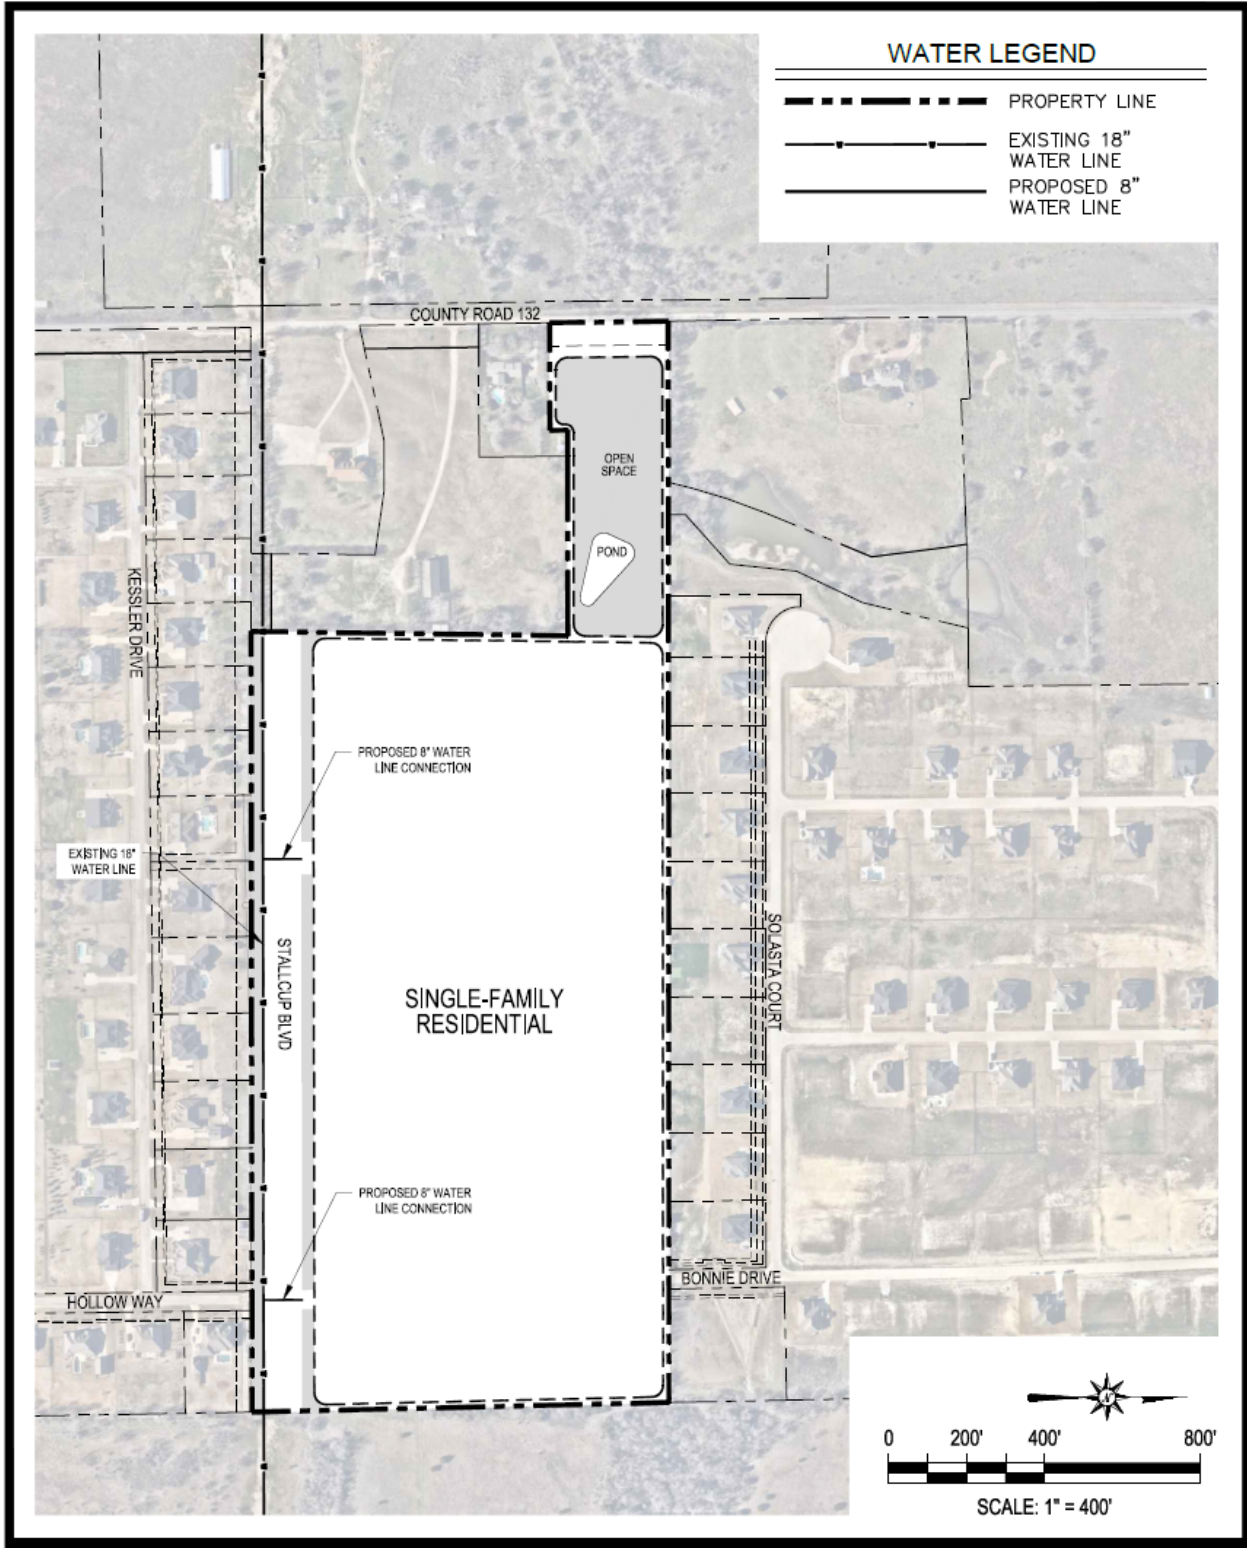 WATER LEGEND
PROPERTY LINE
EXISTING 18"
WATER LINE
PROPOSED 8"
WATER LINE
COUNTY ROAD 132
OPEN
SPACE
POND
KESSLER DRIVE
PROPOSED 8" WATER
LINE CONNECTION
EXISTING 18"
WATER LINE
STALLCUP BLVD
SINGLE-FAMILY
RESIDENTIAL
SOLASTA COURT
PROPOSED 8" WATER
LINE CONNECTION
BONNIE DRIVE
HOLLOW WAY
N
0 200' 400' 800'
SCALE: 1" = 400'